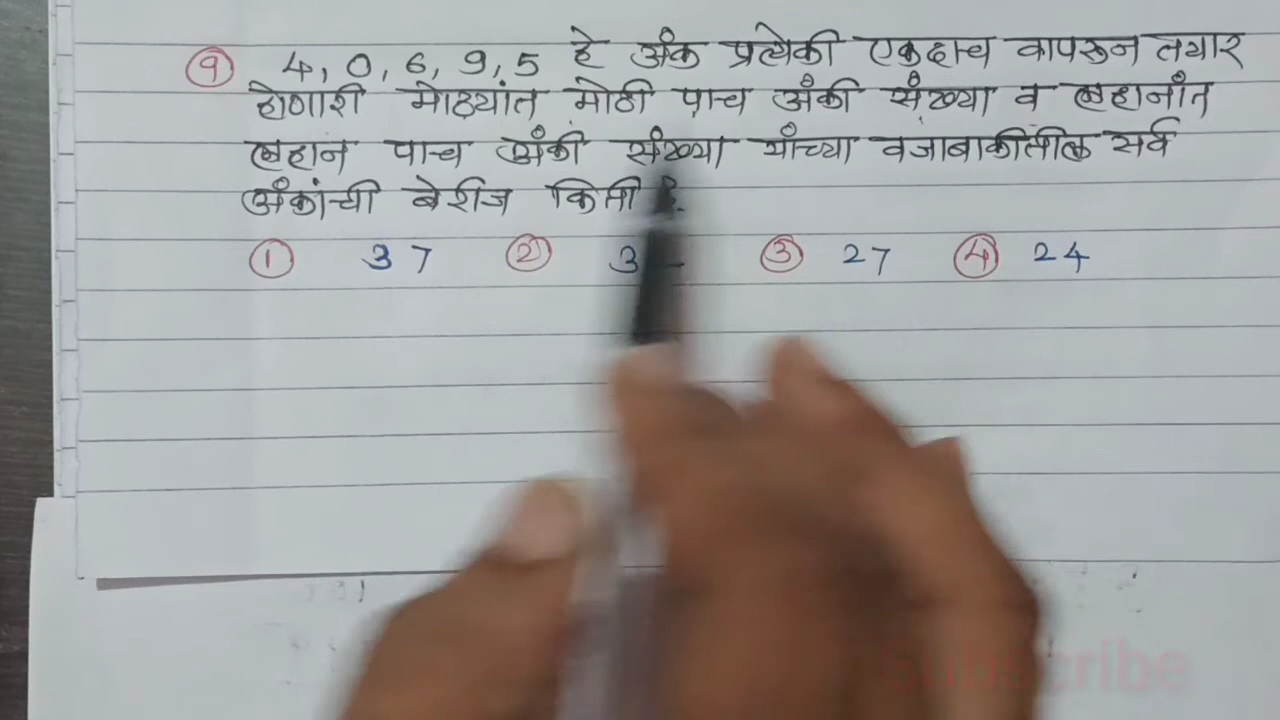 ९ 4, 0, 6, 9, 5 हे अंक प्रत्येकी एकदाच वापरून तयार
होणारी मोठ्यांत मोठी पाच अंकी संख्या व लहानांत
लहान पाच अंकी संख्या यांच्या वजाबाकीतील सर्व
अंकांची बेरीज किती
① 37 ② 3 ③ 27 ④ 24
Subscribe